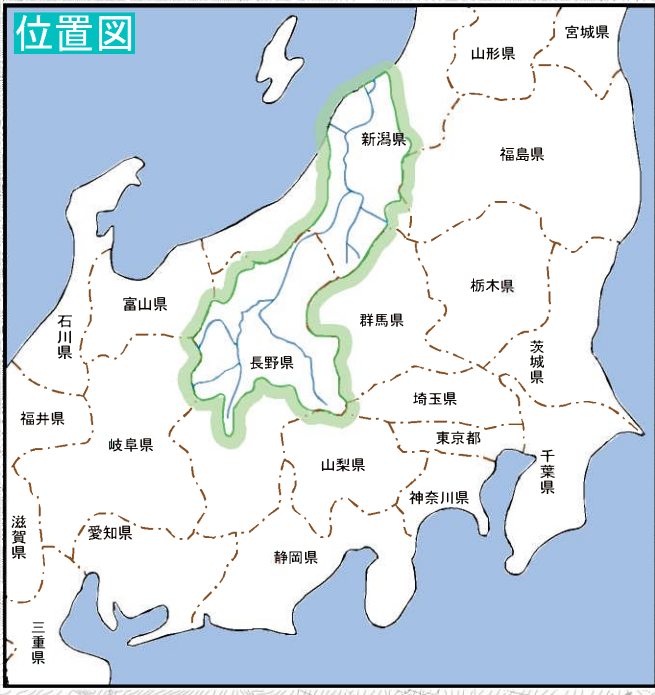 位置図
宮城県
山形県
新潟県
福島県
栃木県
富山県
群馬県
石川県
茨城県
長野県
埼玉県
福井県
東京都
岐阜県
山梨県
千葉県
神奈川県
滋賀県
愛知県
静岡県
三重県